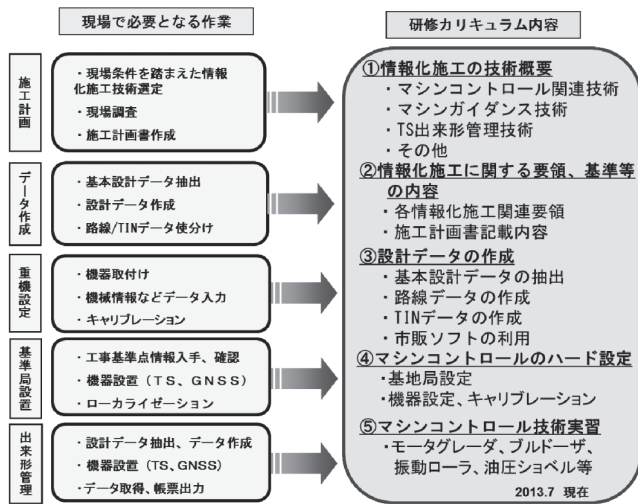 現場で必要となる作業
施工計画
・現場条件を踏まえた情報
化施工技術選定
・現場調査
・施工計画書作成
データ作成
・基本設計データ抽出
・設計データ作成
・路線/TINデータ使分け
重機設定
・機器取付け
・機械情報などデータ入力
・キャリブレーション
基準局設置
・工事基準点情報入手、確認
・機器設置（TS、GNSS）
・ローカライゼーション
出来形管理
・設計データ抽出、データ作成
・機器設置（TS、GNSS）
・データ取得、帳票出力
研修カリキュラム内容
①情報化施工の技術概要
・マシンコントロール関連技術
・マシンガイダンス技術
・TS出来形管理技術
・その他
②情報化施工に関する要領、基準等
の内容
・各情報化施工関連要領
・施工計画書記載内容
③設計データの作成
・基本設計データの抽出
・路線データの作成
・TINデータの作成
・市販ソフトの利用
④マシンコントロールのハード設定
・基地局設定
・機器設定、キャリブレーション
⑤マシンコントロール技術実習
・モータグレーダ、ブルドーザ、
振動ローラ、油圧ショベル等
2013.7 現在